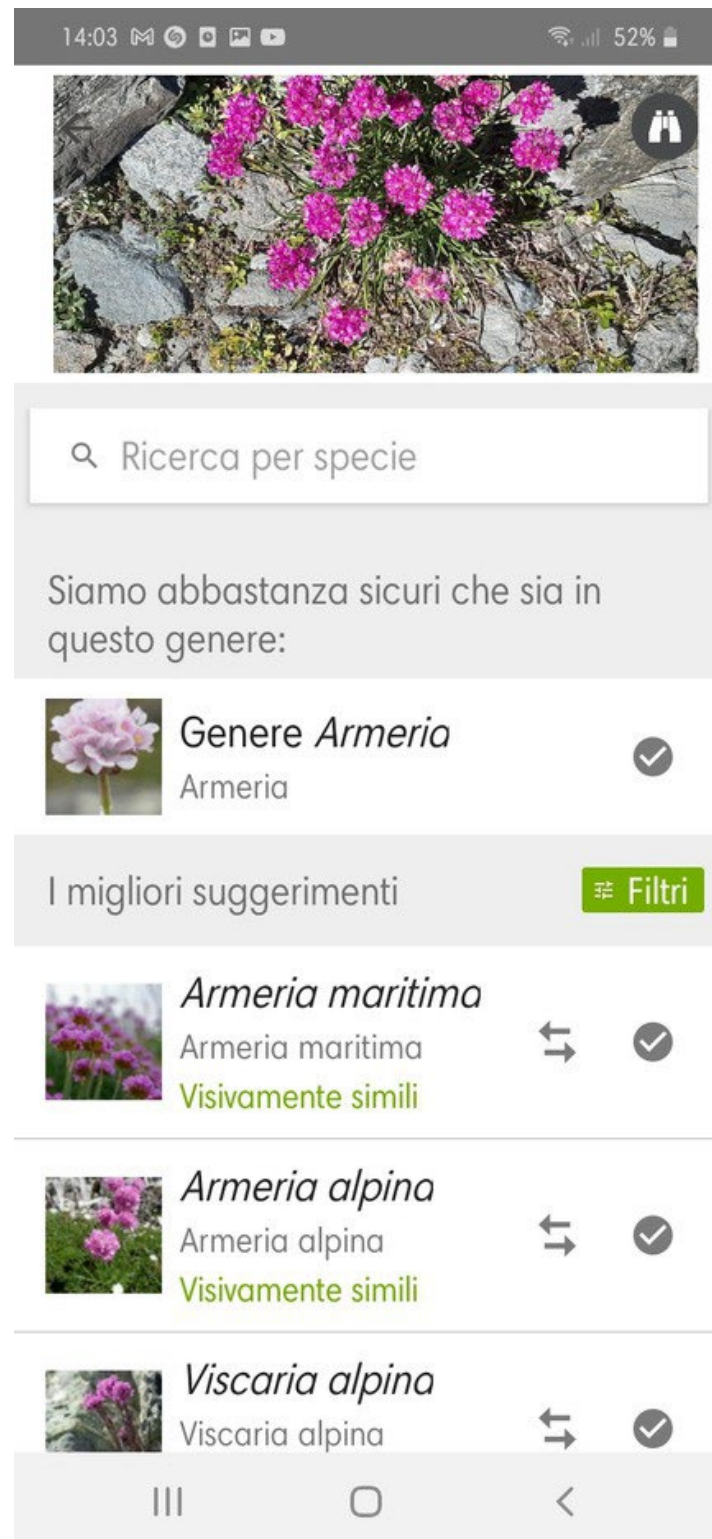 14:03
52%
Ricerca per specie
Siamo abbastanza sicuri che sia in
questo genere:
Genere Armeria
Armeria
I migliori suggerimenti
Filtri
Armeria maritima
Armeria maritima
Visivamente simili
Armeria alpina
Armeria alpina
Visivamente simili
Viscaria alpina
Viscaria alpina